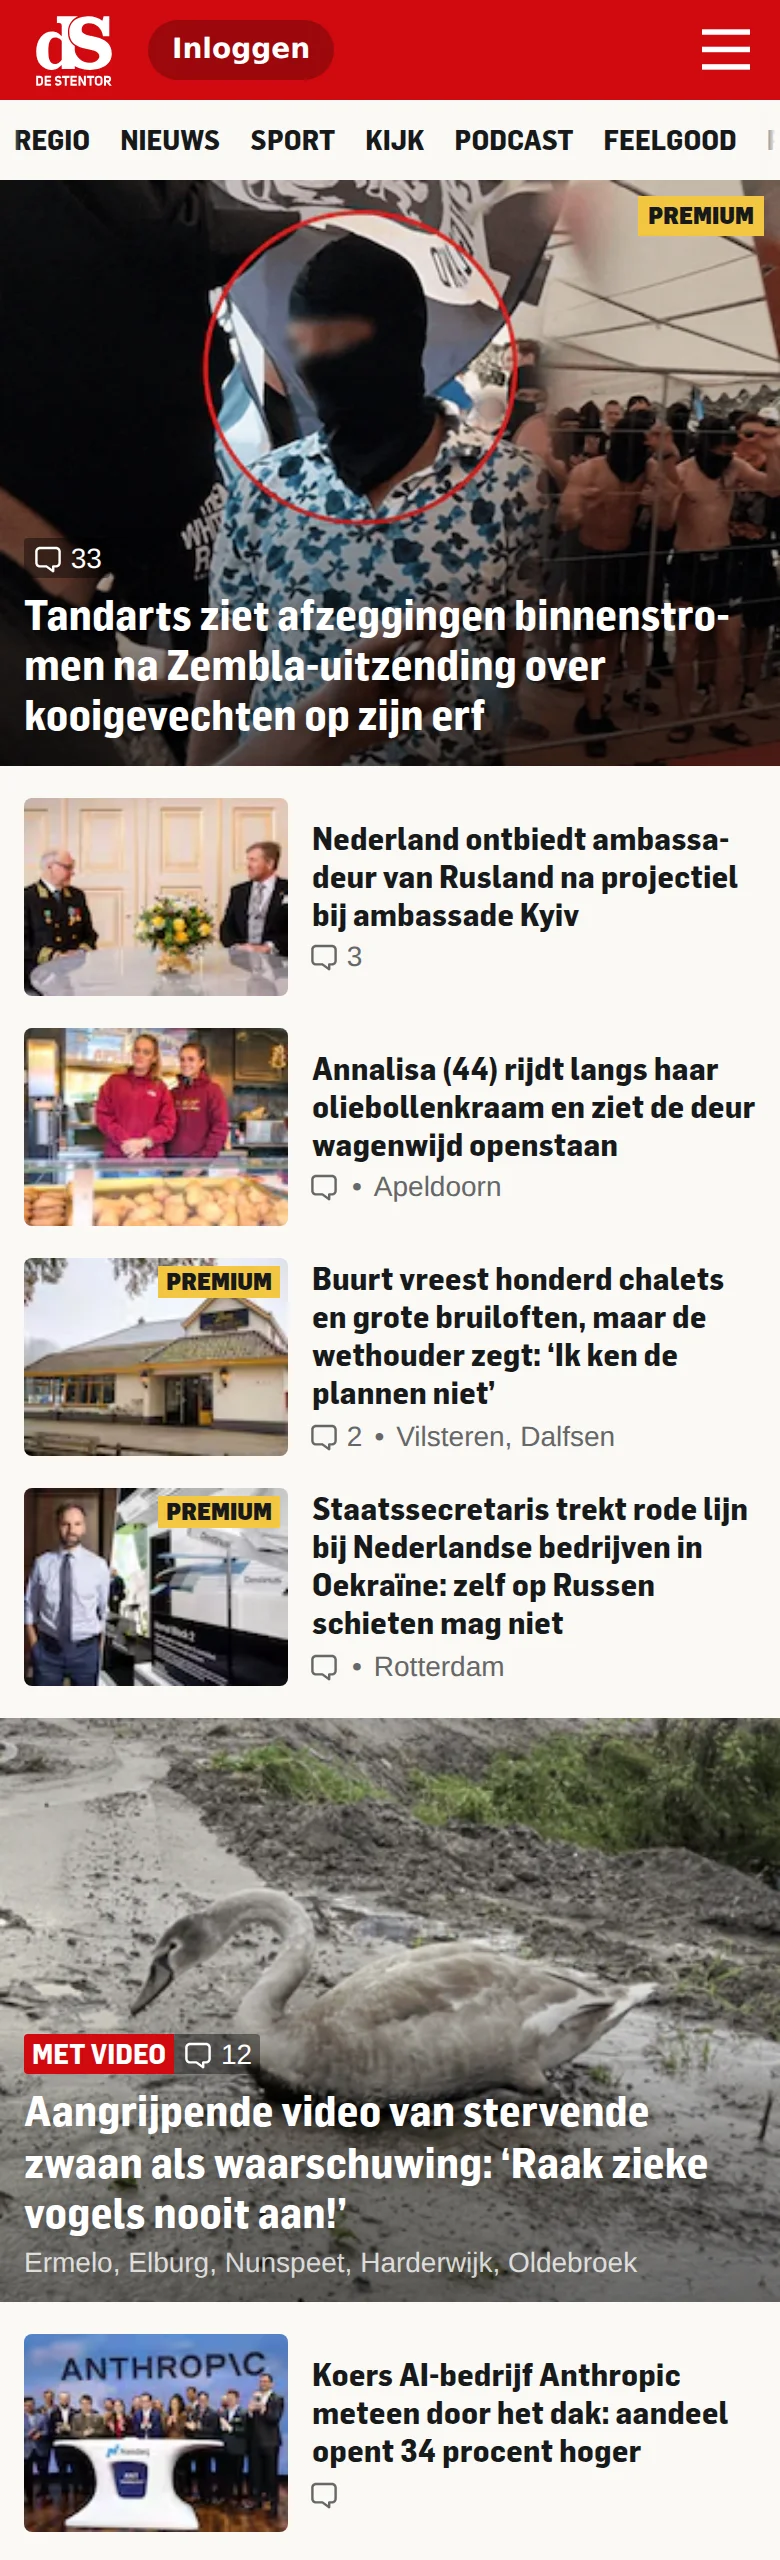 dS
DE STENTOR
Inloggen
REGIO NIEUWS SPORT KIJK PODCAST FEELGOOD
PREMIUM
33
Tandarts ziet afzeggingen binnenstro-
men na Zembla-uitzending over
kooigevechten op zijn erf
Nederland ontbiedt ambassa-
deur van Rusland na projectiel
bij ambassade Kyiv
3
Annalisa (44) rijdt langs haar
oliebollenkraam en ziet de deur
wagenwijd openstaan
• Apeldoorn
PREMIUM
Buurt vreest honderd chalets
en grote bruiloften, maar de
wethouder zegt: ‘Ik ken de
plannen niet’
2 • Vilsteren, Dalfsen
PREMIUM
Staatssecretaris trekt rode lijn
bij Nederlandse bedrijven in
Oekraïne: zelf op Russen
schieten mag niet
• Rotterdam
MET VIDEO 12
Aangrijpende video van stervende
zwaan als waarschuwing: ‘Raak zieke
vogels nooit aan!’
Ermelo, Elburg, Nunspeet, Harderwijk, Oldebroek
ANTHROP\C
Nasdaq
Koers AI-bedrijf Anthropic
meteen door het dak: aandeel
opent 34 procent hoger